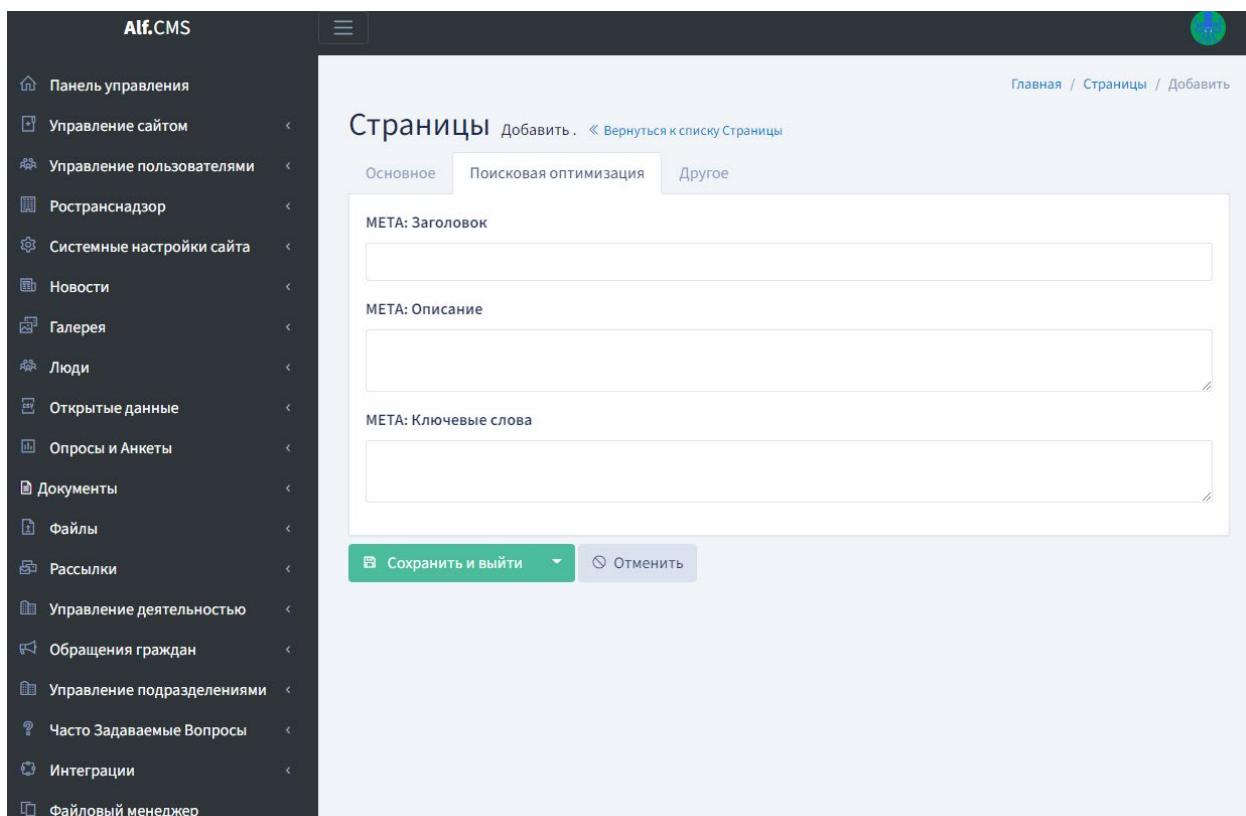 Alf.CMS
Панель управления
Управление сайтом
Управление пользователями
Ространснадзор
Системные настройки сайта
Новости
Галерея
Люди
Открытые данные
Опросы и Анкеты
Документы
Файлы
Рассылки
Управление деятельностью
Обращения граждан
Управление подразделениями
Часто Задаваемые Вопросы
Интеграции
Файловый менеджер
Главная / Страницы / Добавить
Страницы Добавить . « Вернуться к списку Страницы
Основное Поисковая оптимизация Другое
META: Заголовок
META: Описание
META: Ключевые слова
Сохранить и выйти Отменить